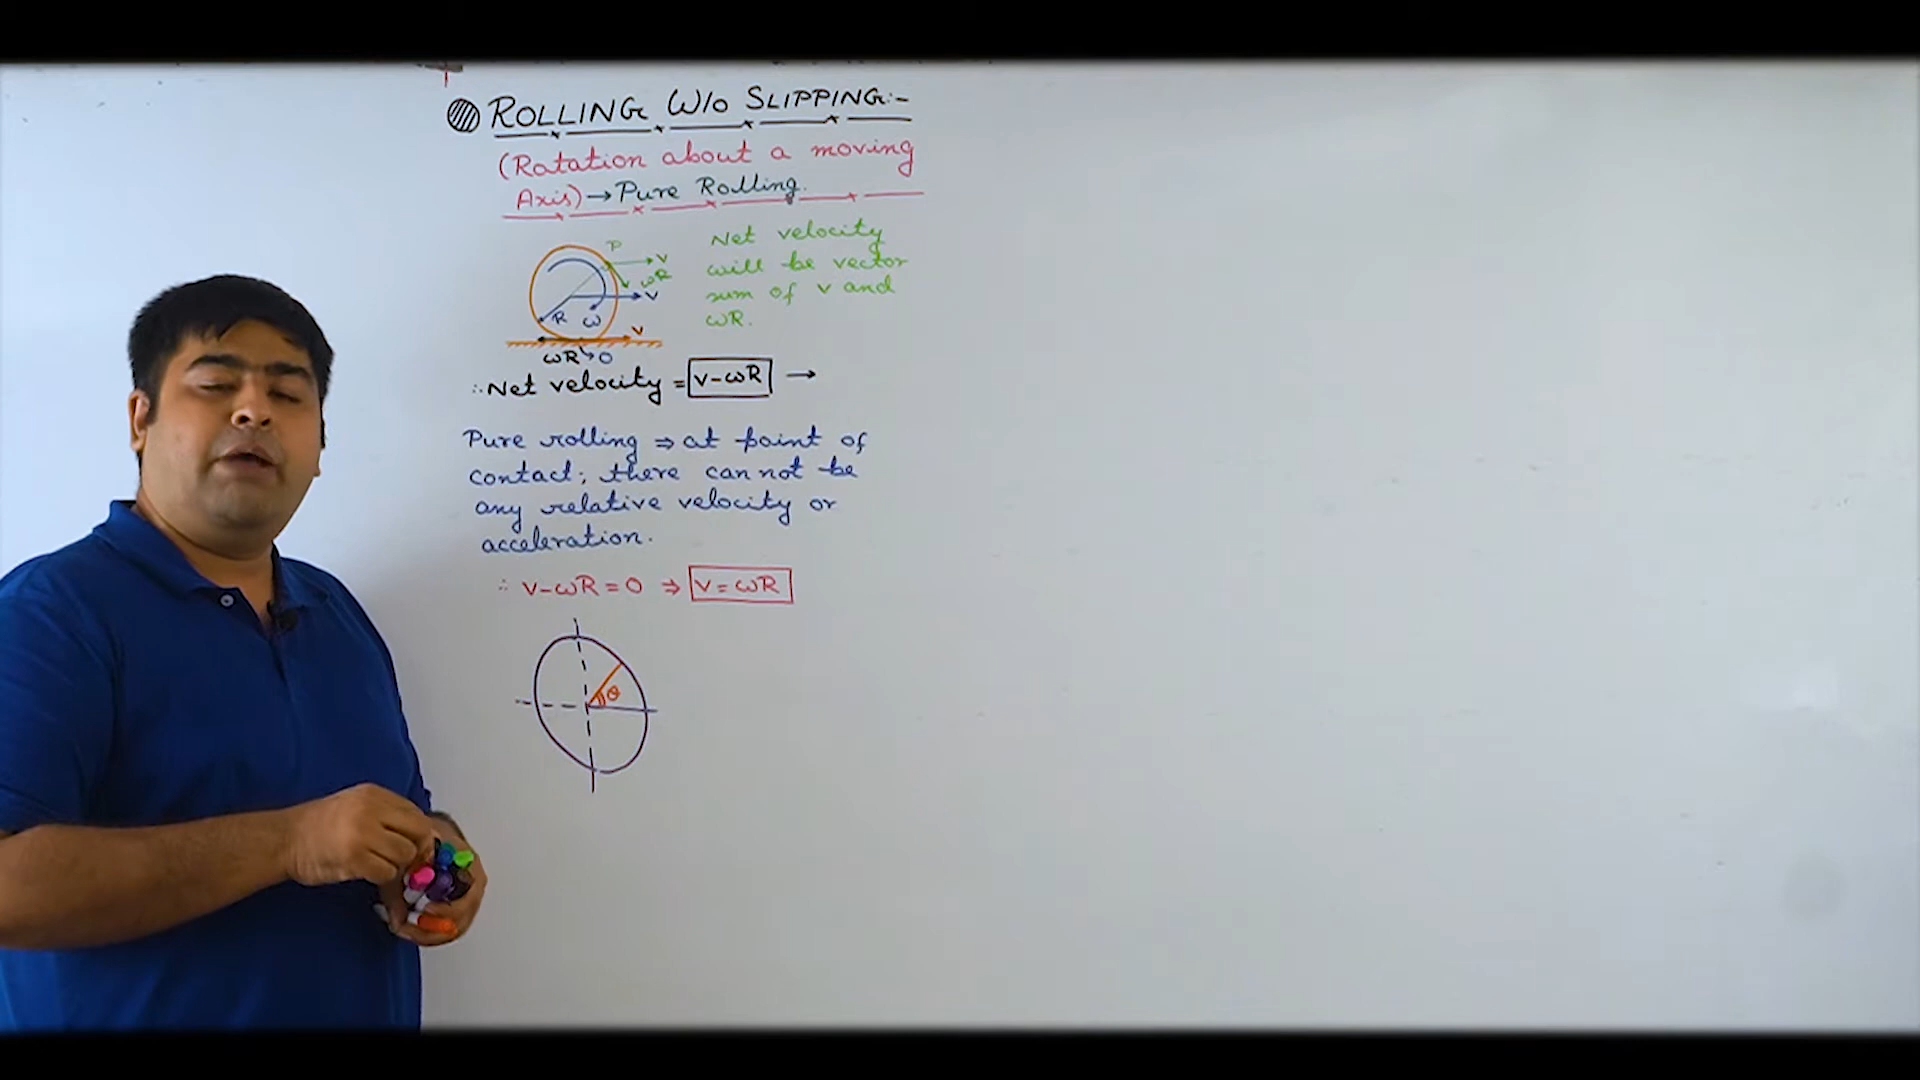 ROLLING W/o SLIPPING:-
(Rotation about a moving
Axis)→Pure Rolling.
P
v
ωR
v
R
ω
v
ωR
O
Net velocity
will be vector
sum of v and
ωR.
∴Net velocity = v-ωR →
Pure rolling ⇒ at point of
contact; there cannot be
any relative velocity or
acceleration.
∴ v-ωR=0 ⇒ v=ωR
θ